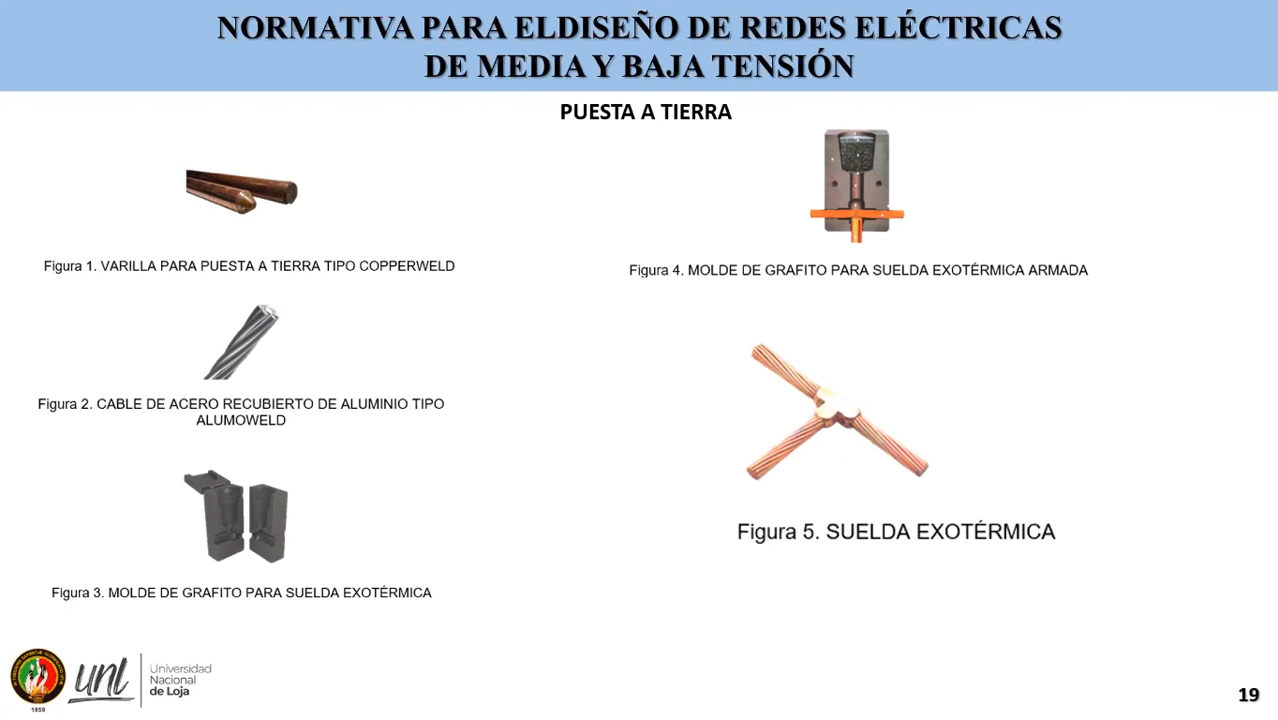 NORMATIVA PARA ELDISEÑO DE REDES ELÉCTRICAS
DE MEDIA Y BAJA TENSIÓN
PUESTA A TIERRA
Figura 1. VARILLA PARA PUESTA A TIERRA TIPO COPPERWELD
Figura 2. CABLE DE ACERO RECUBIERTO DE ALUMINIO TIPO
ALUMOWELD
Figura 3. MOLDE DE GRAFITO PARA SUELDA EXOTÉRMICA
Figura 4. MOLDE DE GRAFITO PARA SUELDA EXOTÉRMICA ARMADA
Figura 5. SUELDA EXOTÉRMICA
1859
unl
Universidad
Nacional
de Loja
19